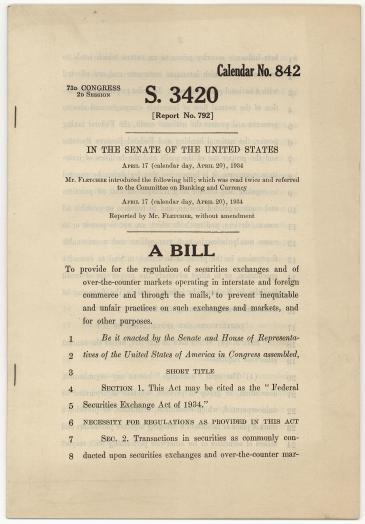 Calendar No. 842
73D CONGRESS
2D SESSION
S. 3420
[Report No. 792]
IN THE SENATE OF THE UNITED STATES
APRIL 17 (calendar day, APRIL 20), 1934
Mr. FLETCHER introduced the following bill; which was read twice and referred
to the Committee on Banking and Currency
APRIL 17 (calendar day, APRIL 20), 1934
Reported by Mr. FLETCHER, without amendment
A BILL
To provide for the regulation of securities exchanges and of
over-the-counter markets operating in interstate and foreign
commerce and through the mails, to prevent inequitable
and unfair practices on such exchanges and markets, and
for other purposes.
1 Be it enacted by the Senate and House of Representa-
2 tives of the United States of America in Congress assembled,
3 SHORT TITLE
4 SECTION 1. This Act may be cited as the “ Federal
5 Securities Exchange Act of 1934.”
6 NECESSITY FOR REGULATIONS AS PROVIDED IN THIS ACT
7 SEC. 2. Transactions in securities as commonly con-
8 ducted upon securities exchanges and over-the-counter mar-